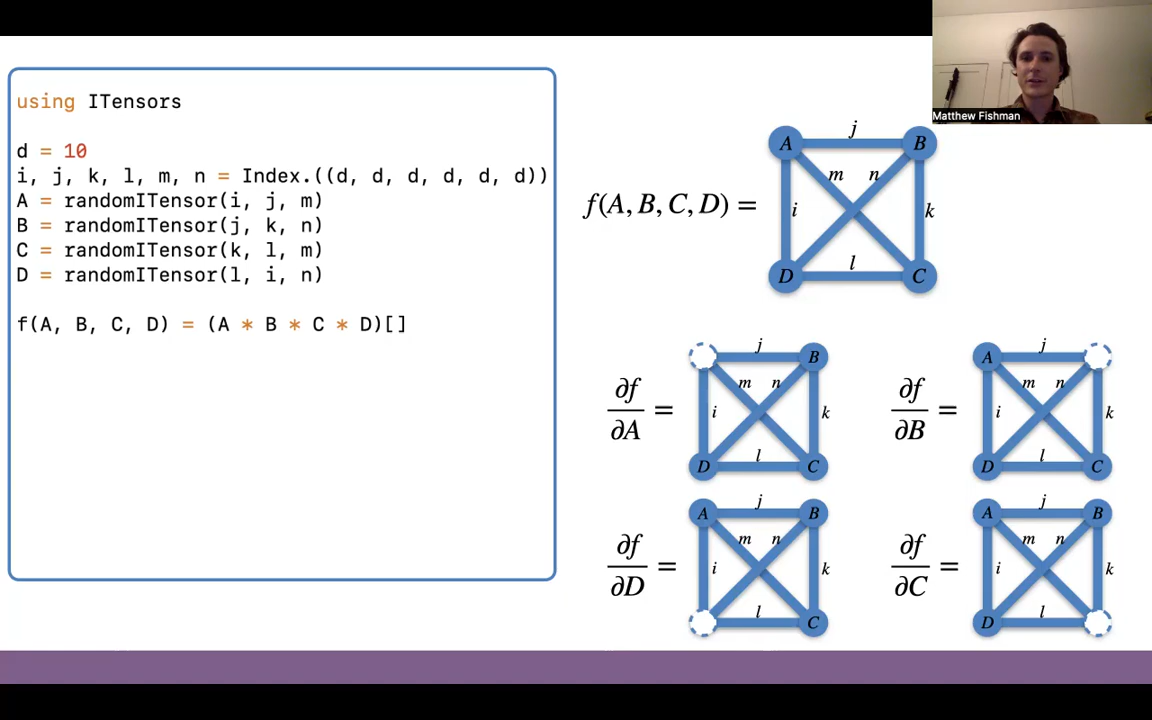 using ITensors
d = 10
i, j, k, l, m, n = Index.((d, d, d, d, d, d))
A = randomITensor(i, j, m)
B = randomITensor(j, k, n)
C = randomITensor(k, l, m)
D = randomITensor(l, i, n)
f(A, B, C, D) = (A * B * C * D)[]
Matthew Fishman
f(A, B, C, D) =
A j B
m n
i k
D l C
∂f/∂A =
j B
m n
i k
D l C
∂f/∂B =
A j
m n
i k
D l C
∂f/∂D =
A j B
m n
i k
l C
∂f/∂C =
A j B
m n
i k
D l